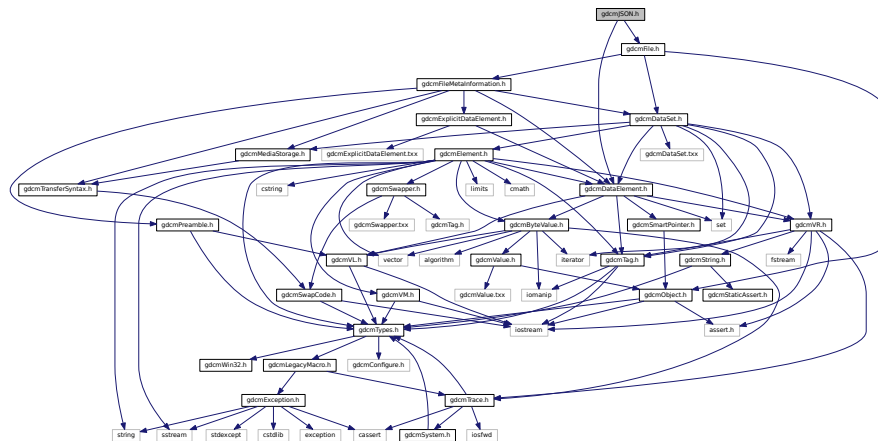 gdcmJSON.h
gdcmFile.h
gdcmFileMetaInformation.h
gdcmExplicitDataElement.h
gdcmDataSet.h
gdcmMediaStorage.h
gdcmExplicitDataElement.txx
gdcmElement.h
gdcmDataSet.txx
gdcmTransferSyntax.h
cstring
gdcmSwapper.h
limits
cmath
gdcmDataElement.h
gdcmPreamble.h
gdcmSwapper.txx
gdcmTag.h
gdcmByteValue.h
gdcmSmartPointer.h
set
gdcmVR.h
gdcmVL.h
vector
algorithm
gdcmValue.h
iterator
gdcmTag.h
gdcmString.h
fstream
gdcmSwapCode.h
gdcmVM.h
gdcmValue.txx
iomanip
gdcmObject.h
gdcmStaticAssert.h
gdcmTypes.h
iostream
assert.h
gdcmWin32.h
gdcmLegacyMacro.h
gdcmConfigure.h
gdcmException.h
gdcmTrace.h
string
sstream
stdexcept
cstdlib
exception
cassert
gdcmSystem.h
iosfwd